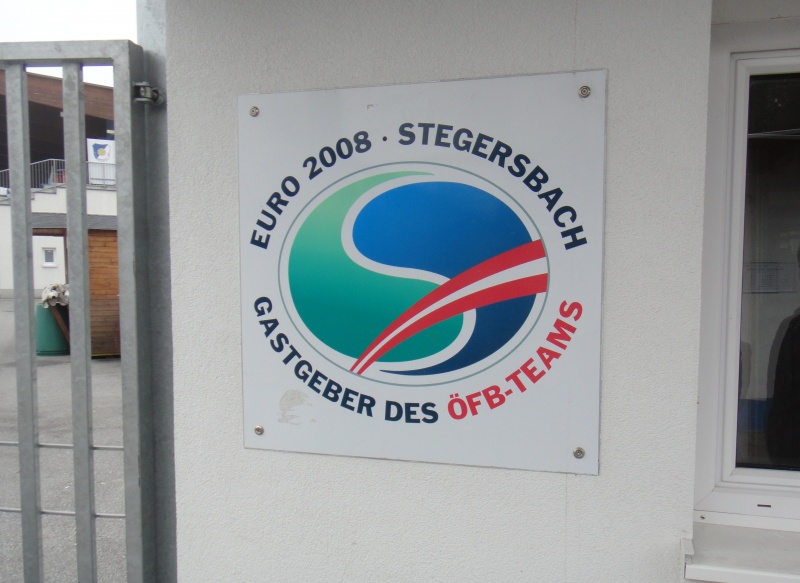 EURO 2008 · STEGERSBACH
GASTGEBER DES ÖFB-TEAMS